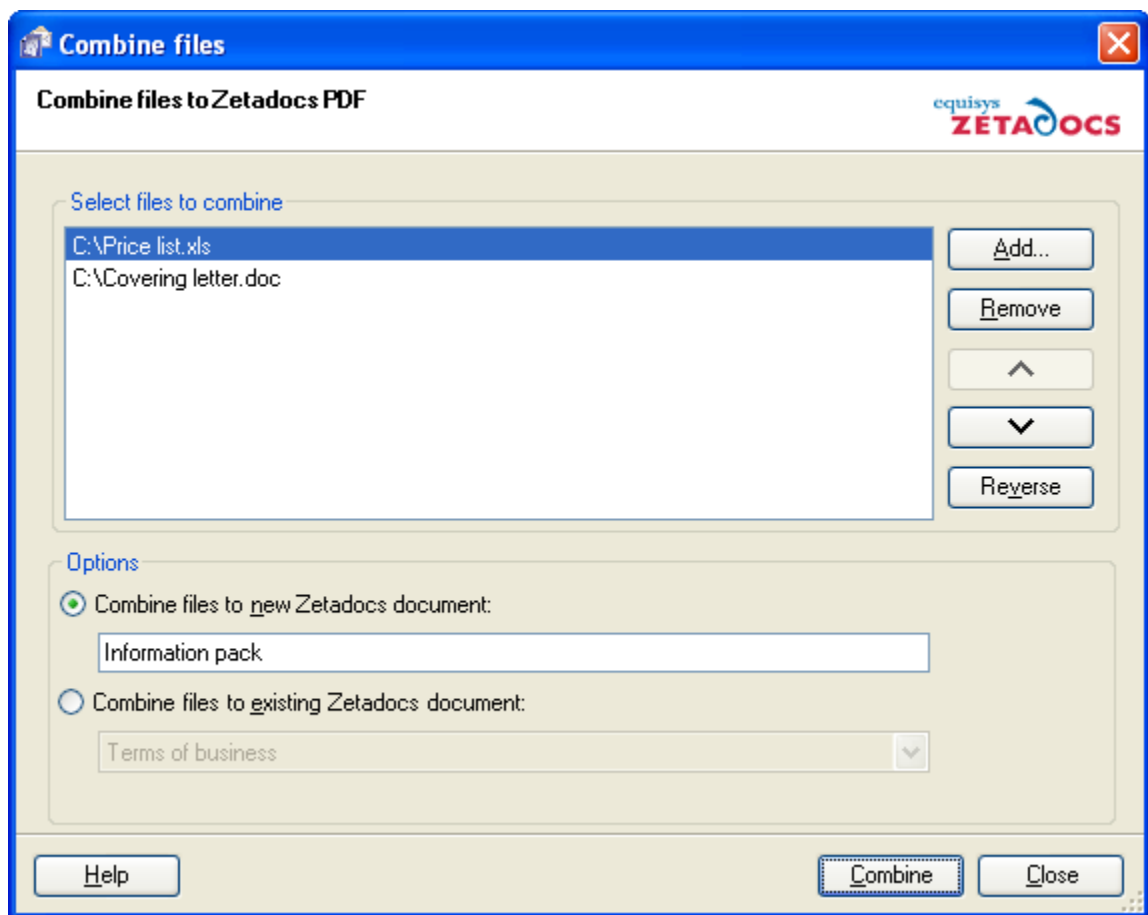 Combine files
Combine files to Zetadocs PDF
equisys
ZETADOCS
Select files to combine
C:\Price list.xls
C:\Covering letter.doc
Add...
Remove
Reverse
Options
Combine files to new Zetadocs document:
Information pack
Combine files to existing Zetadocs document:
Terms of business
Help
Combine
Close